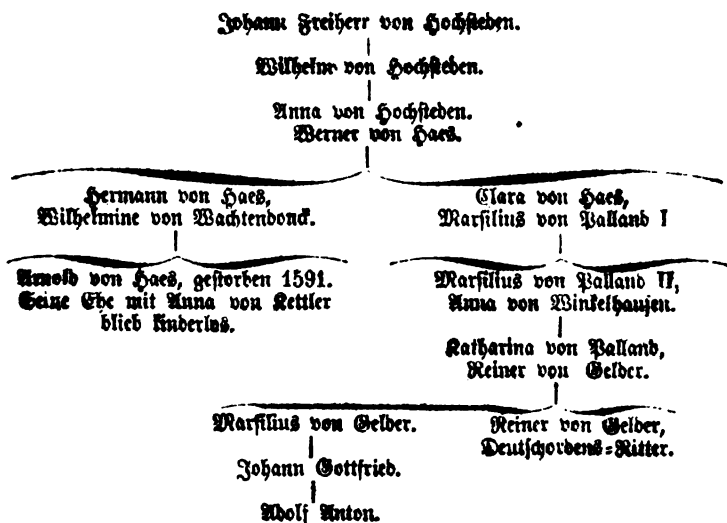 Johann Freiherr von Hochsteden.
Wilhelm von Hochsteden.
Anna von Hochsteden.
Werner von Haes.
Hermann von Haes,
Wilhelmine von Wachtendonck.
Clara von Haes,
Marsilius von Palland I
Arnold von Haes, gestorben 1591.
Seine Ehe mit Anna von Kettler
blieb kinderlos.
Marsilius von Palland II,
Anna von Winkelhausen.
Katharina von Palland,
Reiner von Gelder.
Marsilius von Gelder.
Reiner von Gelder,
Deutschordens-Ritter.
Johann Gottfried.
Adolf Anton.